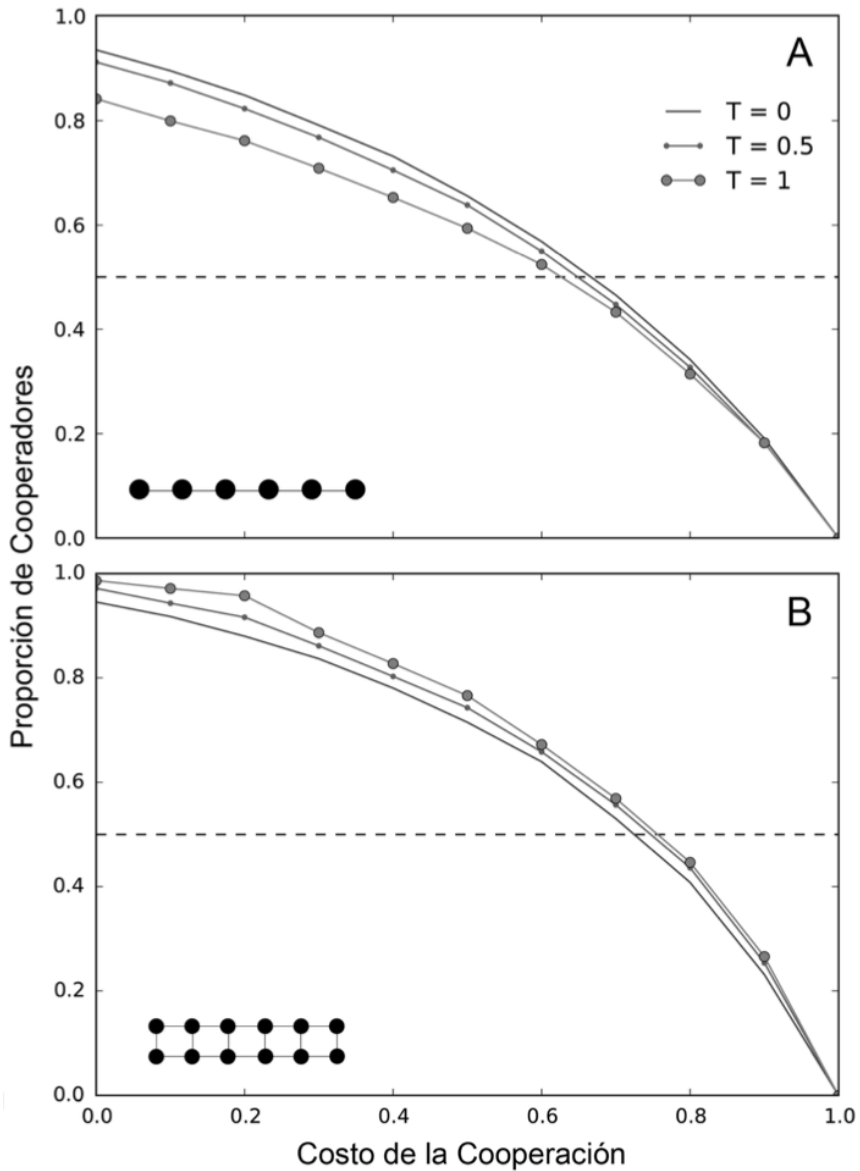 Proporción de Cooperadores
1.0
A
T = 0
0.8
T = 0.5
T = 1
0.6
0.4
0.2
0.0
1.0
B
0.8
0.6
0.4
0.2
0.0
0.0 0.2 0.4 0.6 0.8 1.0
Costo de la Cooperación